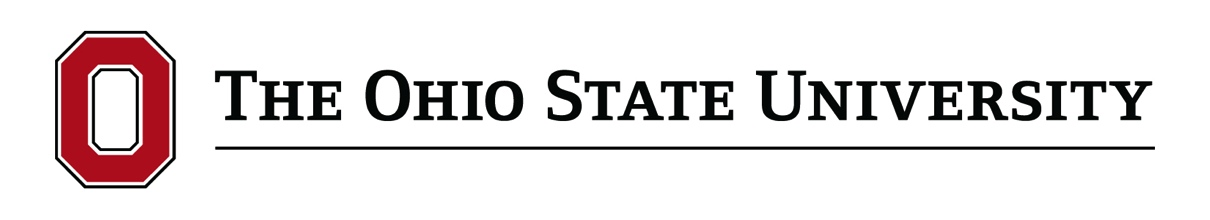 O THE OHIO STATE UNIVERSITY